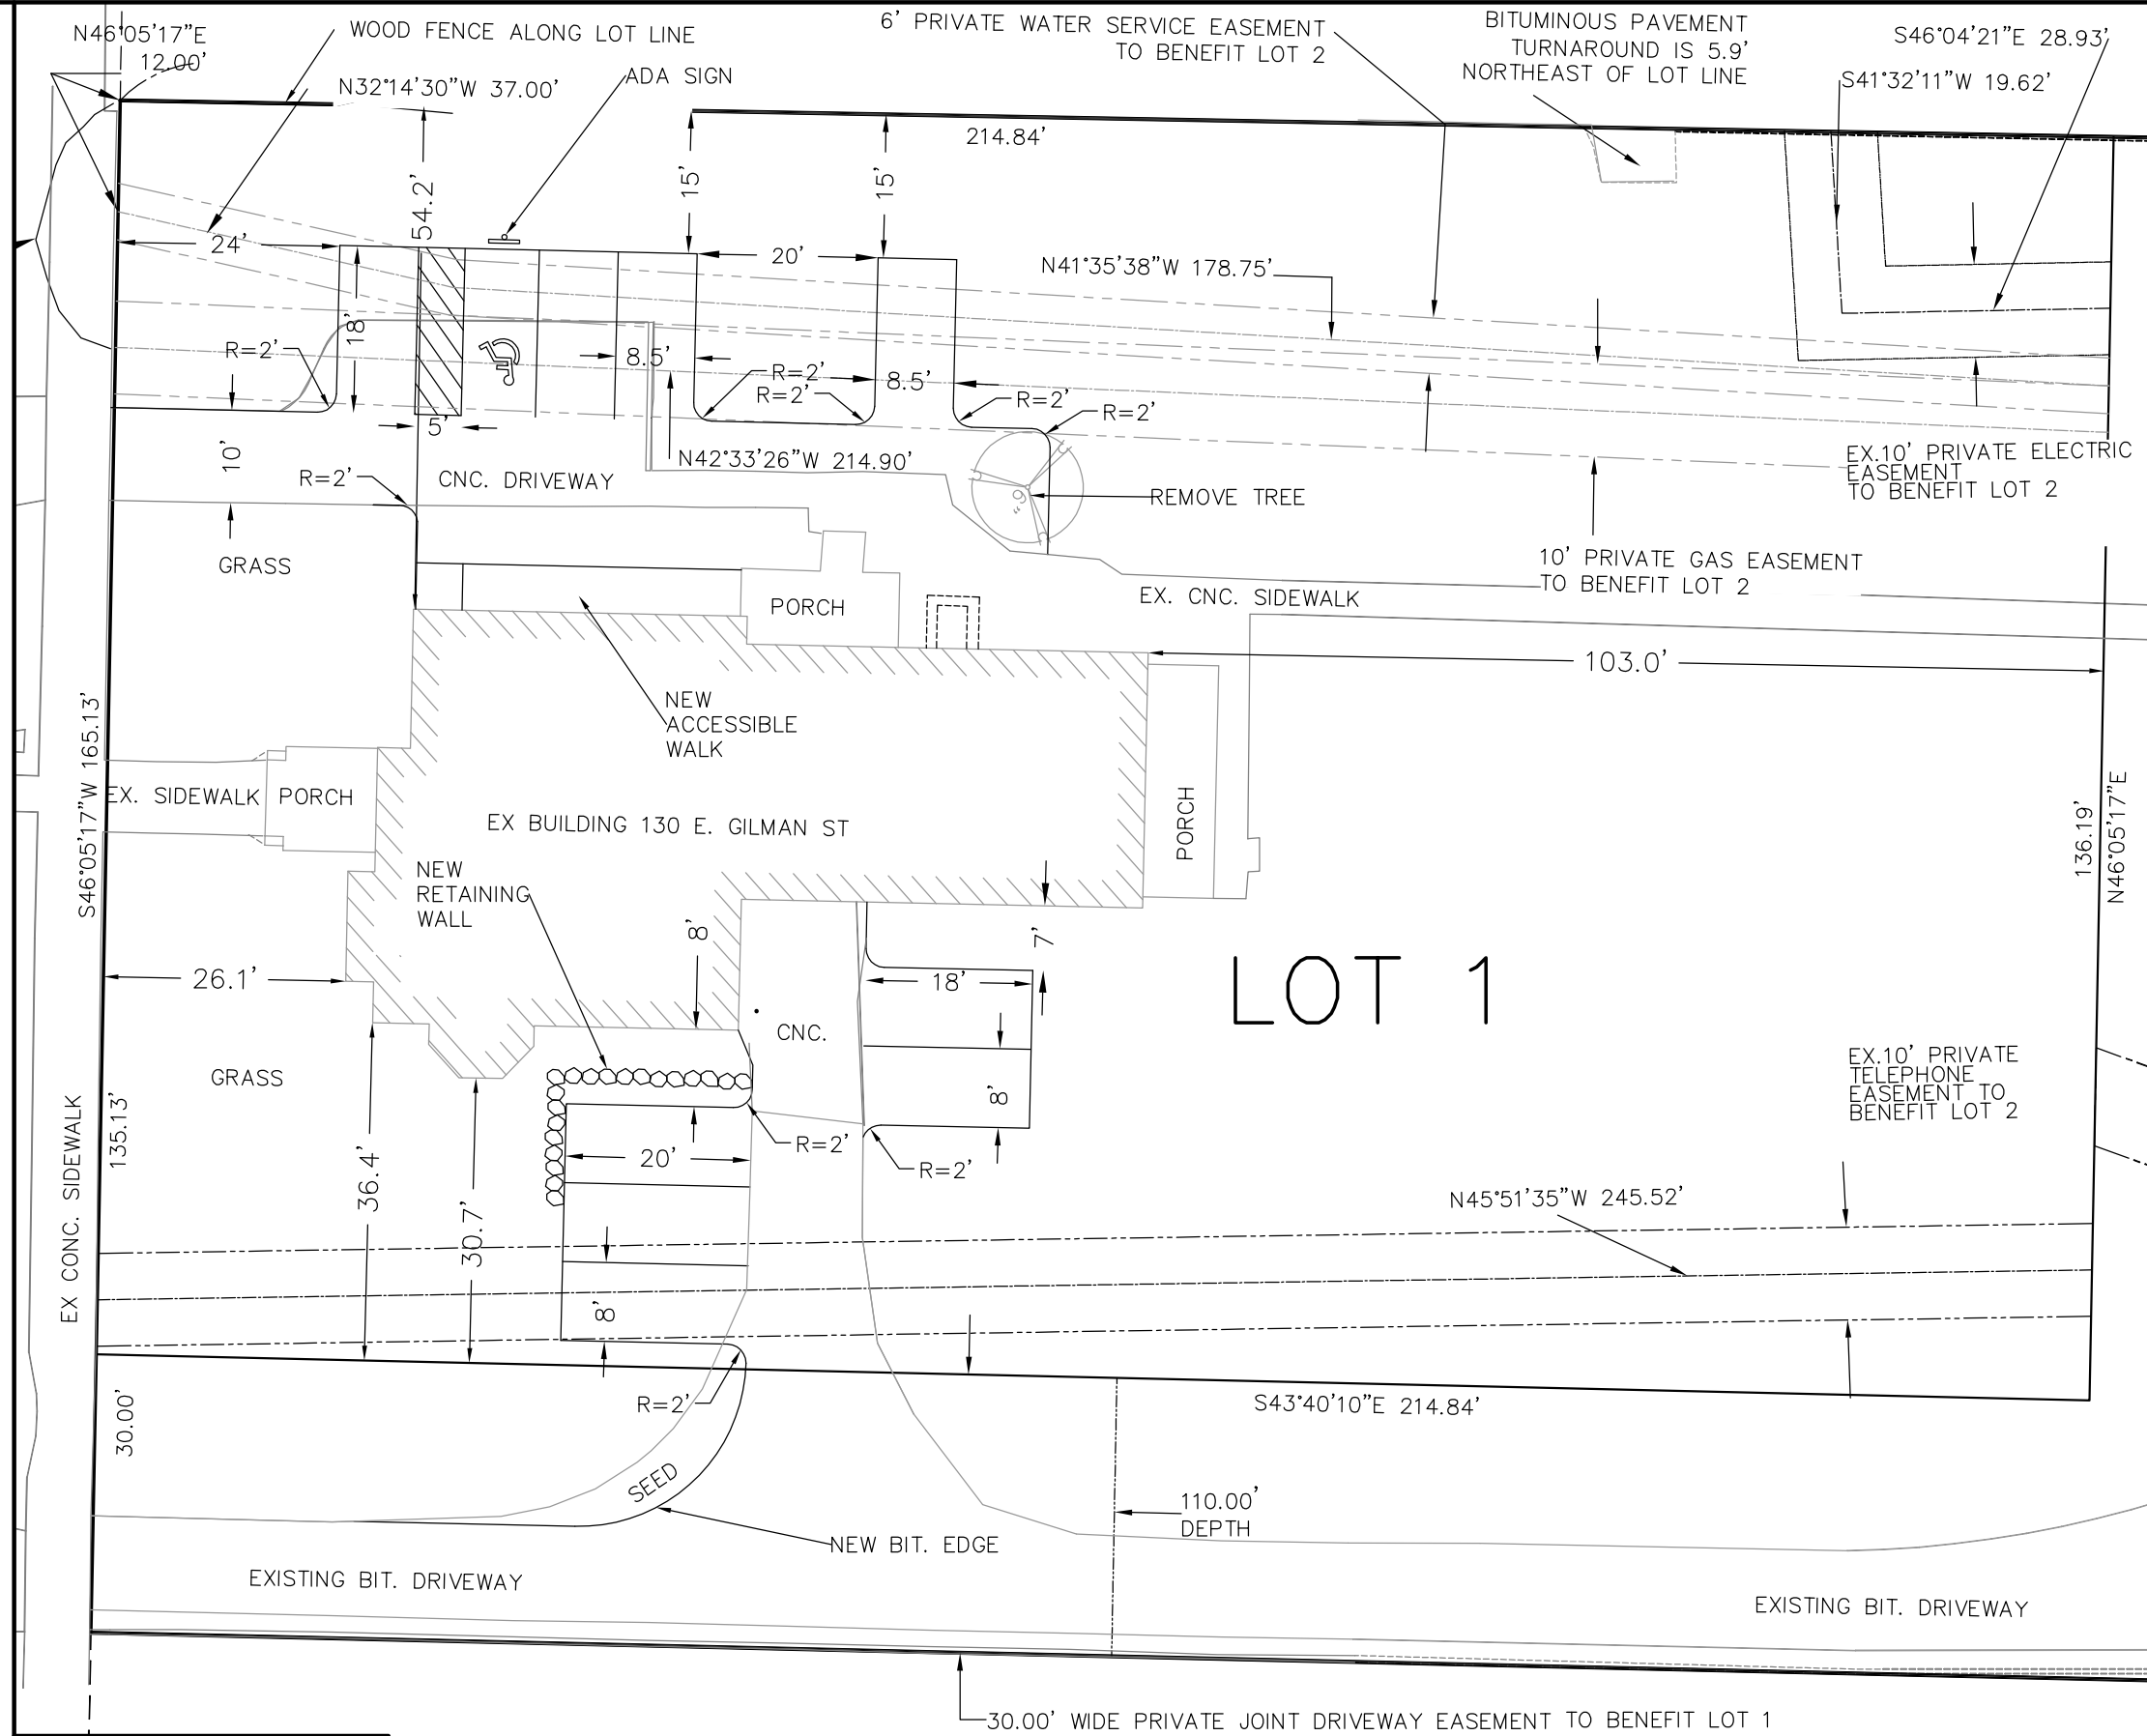 N46°05'17"E
12.00'
WOOD FENCE ALONG LOT LINE
N32°14'30"W 37.00'
ADA SIGN
6' PRIVATE WATER SERVICE EASEMENT
TO BENEFIT LOT 2
BITUMINOUS PAVEMENT
TURNAROUND IS 5.9'
NORTHEAST OF LOT LINE
S46°04'21"E 28.93'
S41°32'11"W 19.62'
214.84'
54.2'
15'
15'
24'
20'
N41°35'38"W 178.75'
18'
R=2'
8.5'
R=2'
R=2'
8.5'
R=2'
R=2'
5'
10'
N42°33'26"W 214.90'
R=2'
CNC. DRIVEWAY
6"
REMOVE TREE
EX.10' PRIVATE ELECTRIC
EASEMENT
TO BENEFIT LOT 2
GRASS
10' PRIVATE GAS EASEMENT
TO BENEFIT LOT 2
PORCH
EX. CNC. SIDEWALK
103.0'
NEW
ACCESSIBLE
WALK
S46°05'17"W 165.13'
EX. SIDEWALK
PORCH
EX BUILDING 130 E. GILMAN ST
PORCH
136.19'
N46°05'17"E
NEW
RETAINING
WALL
8'
7'
26.1'
18'
LOT 1
CNC.
GRASS
8'
EX.10' PRIVATE
TELEPHONE
EASEMENT TO
BENEFIT LOT 2
135.13'
EX CONC. SIDEWALK
36.4'
30.7'
20'
R=2'
R=2'
N45°51'35"W 245.52'
8'
R=2'
S43°40'10"E 214.84'
30.00'
SEED
110.00'
DEPTH
NEW BIT. EDGE
EXISTING BIT. DRIVEWAY
EXISTING BIT. DRIVEWAY
30.00' WIDE PRIVATE JOINT DRIVEWAY EASEMENT TO BENEFIT LOT 1